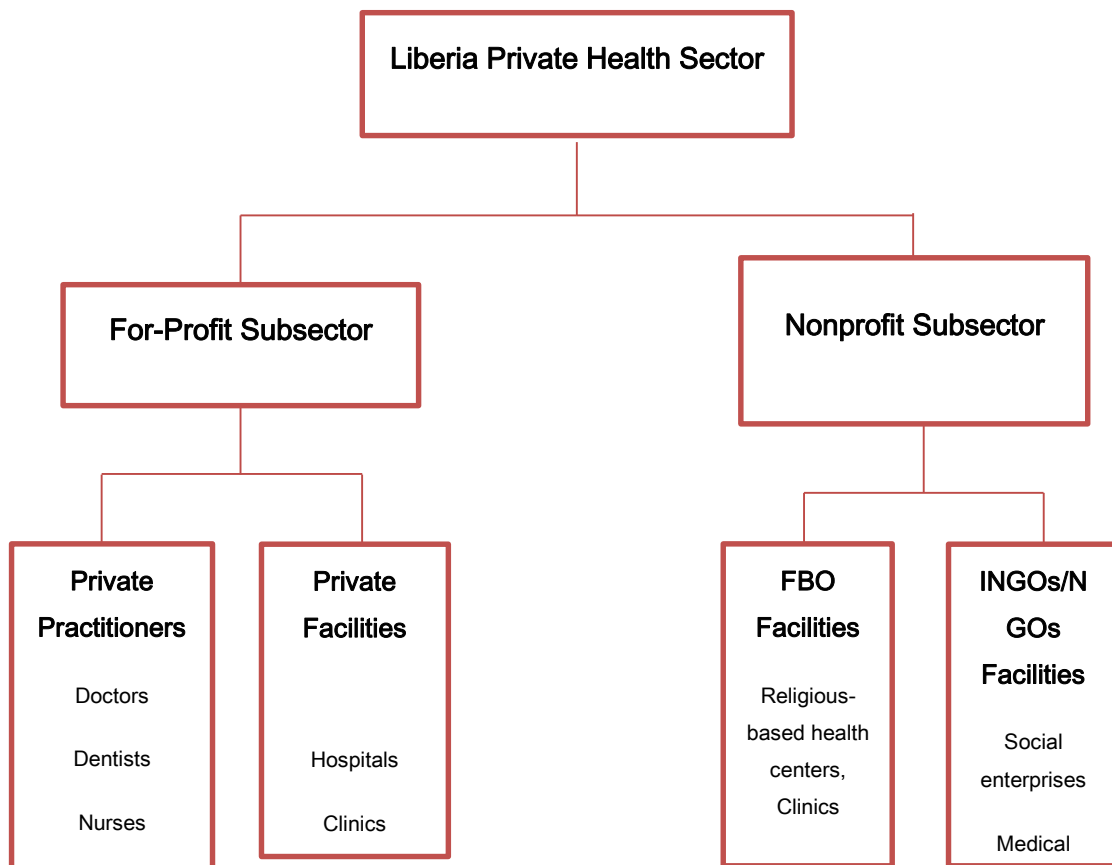 Liberia Private Health Sector
For-Profit Subsector
Nonprofit Subsector
Private
Practitioners
Doctors
Dentists
Nurses
Private
Facilities
Hospitals
Clinics
FBO
Facilities
Religious-
based health
centers,
Clinics
INGOs/N
GOs
Facilities
Social
enterprises
Medical